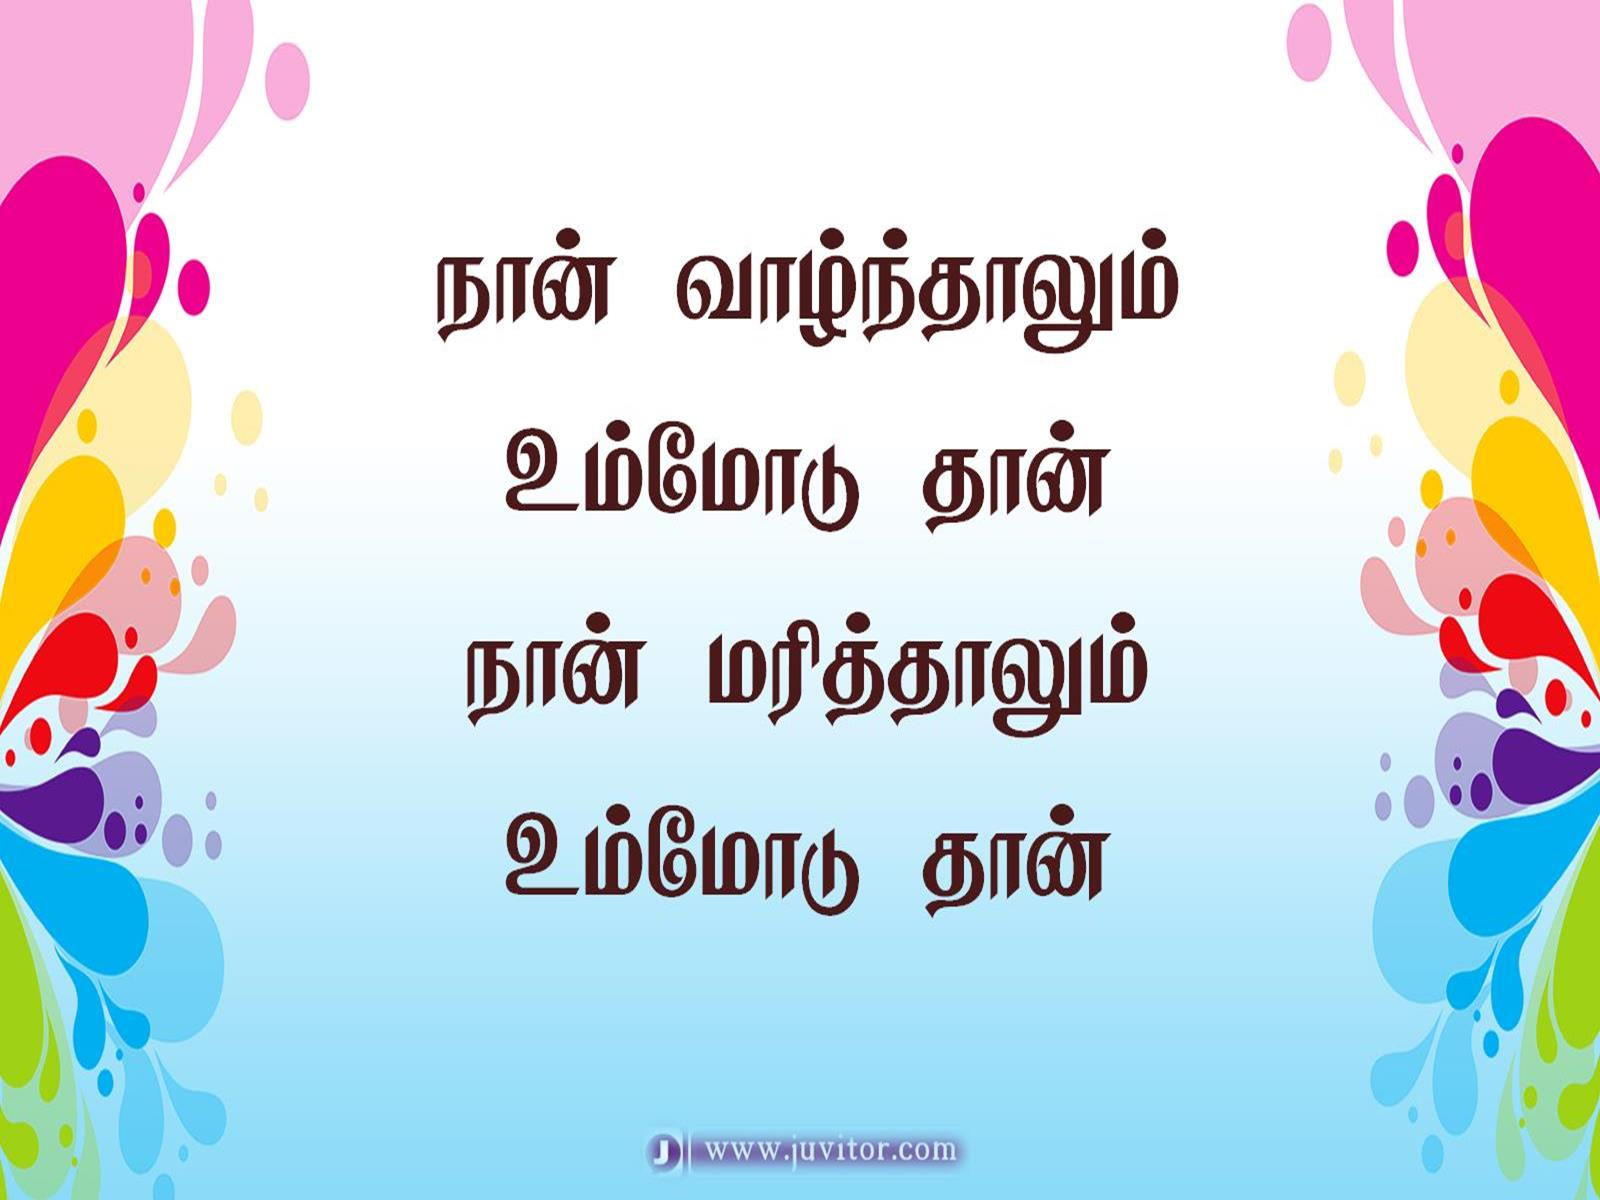 நான் வாழ்ந்தாலும்
உம்மோடு தான்
நான் மரித்தாலும்
உம்மோடு தான்
J www.juvitor.com